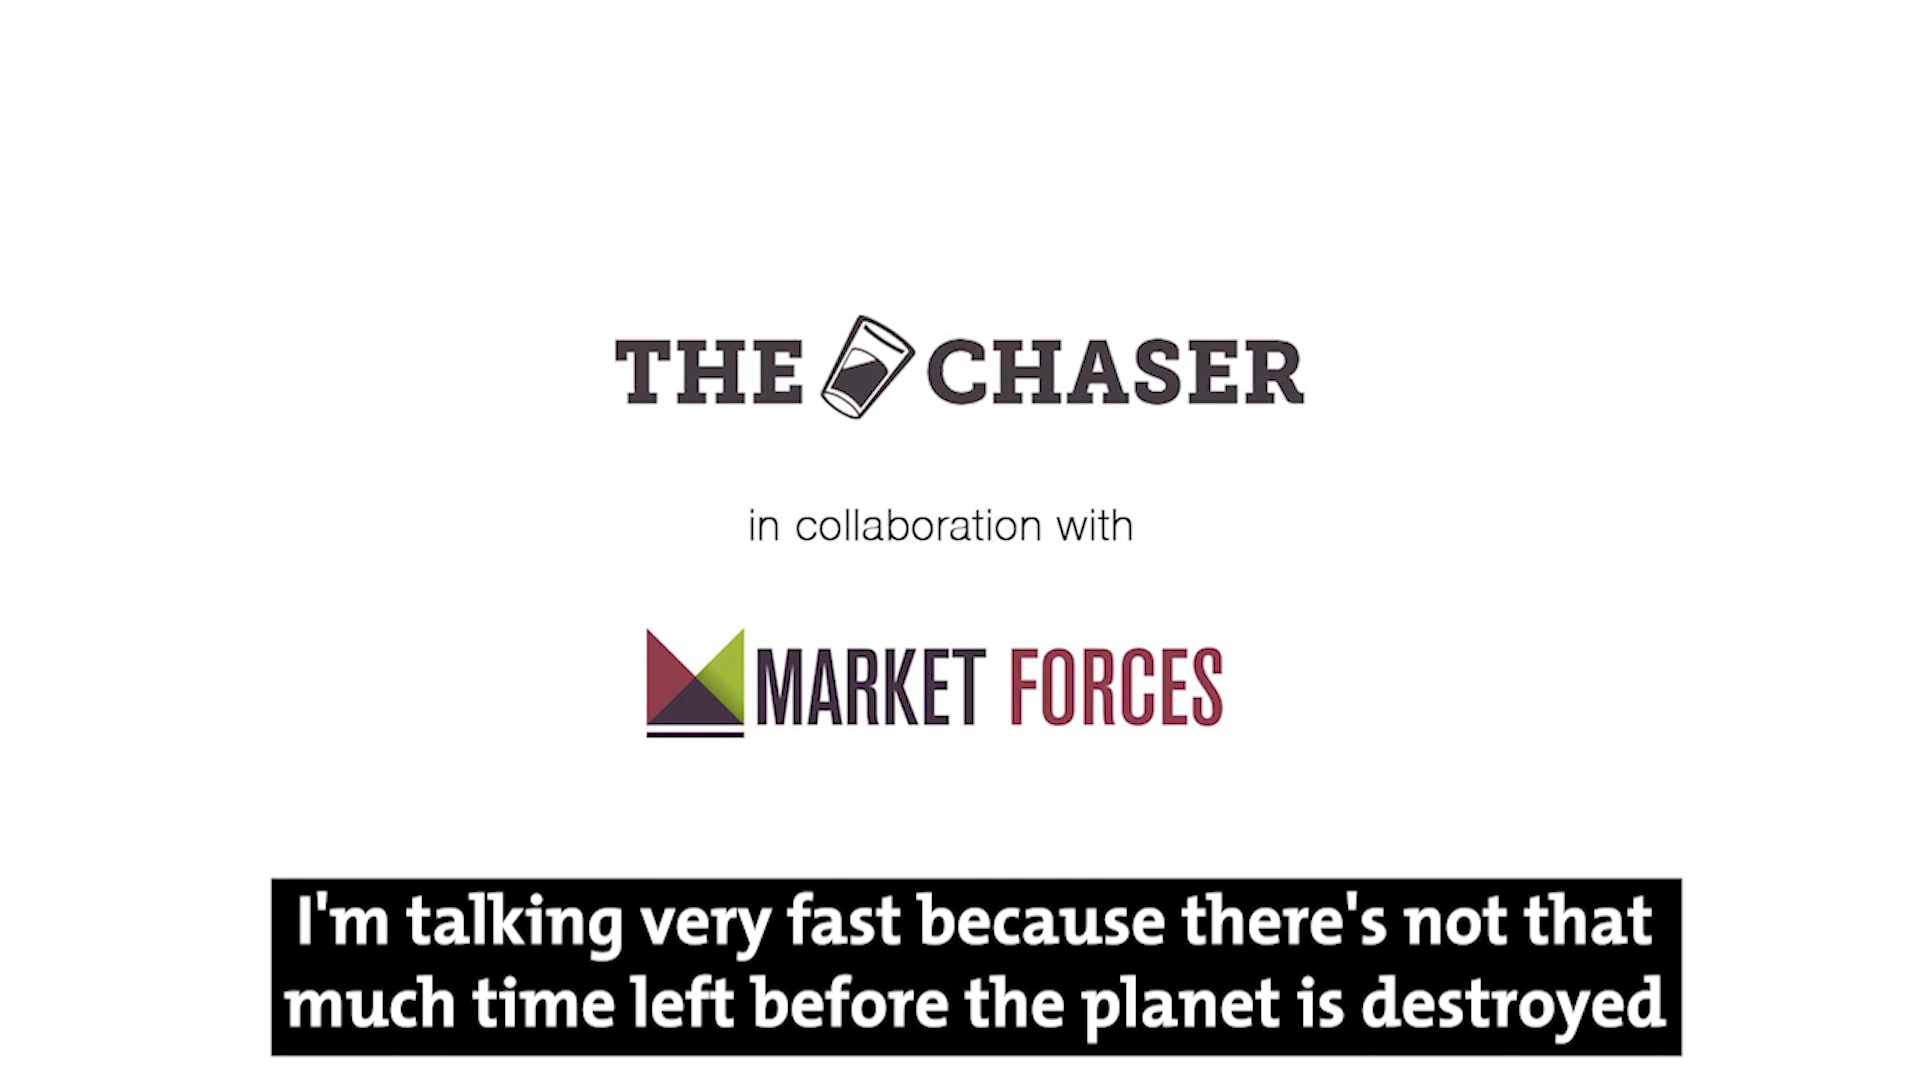 THE CHASER
in collaboration with
MARKET FORCES
I'm talking very fast because there's not that
much time left before the planet is destroyed